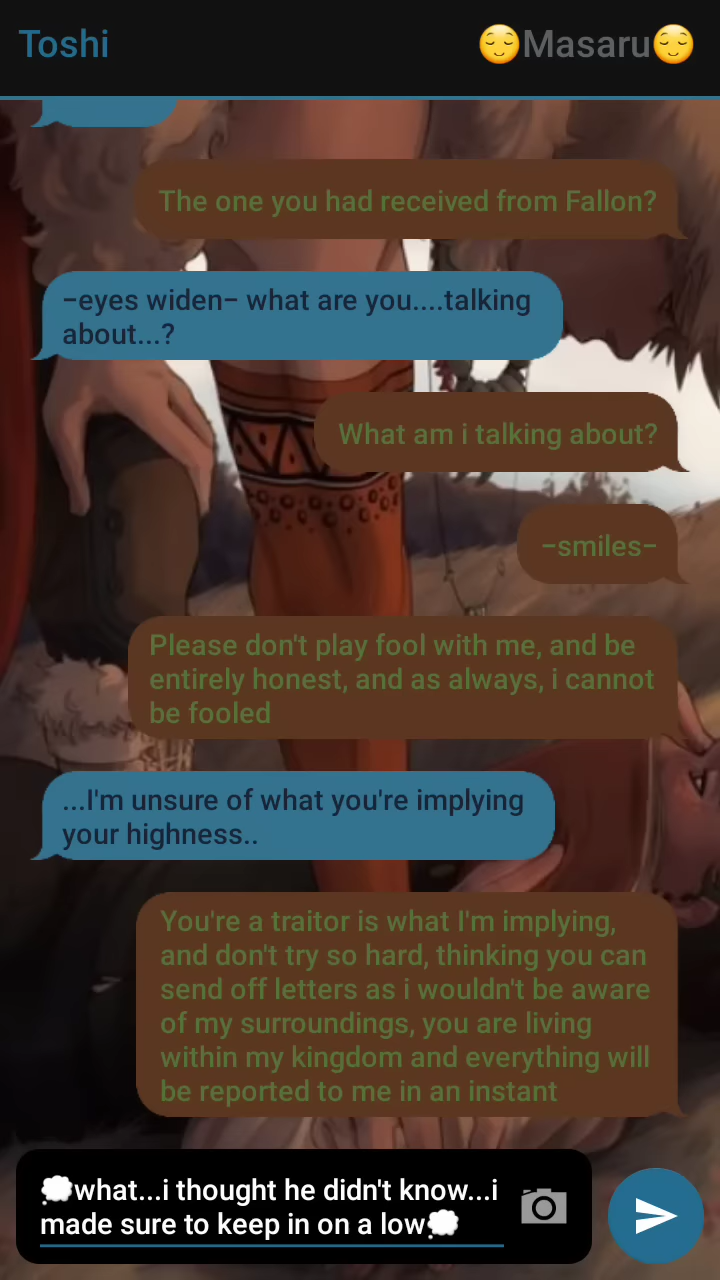 Toshi
😌Masaru😌
The one you had received from Fallon?
–eyes widen– what are you....talking
about...?
What am i talking about?
–smiles–
Please don't play fool with me, and be
entirely honest, and as always, i cannot
be fooled
...I'm unsure of what you're implying
your highness..
You're a traitor is what I'm implying,
and don't try so hard, thinking you can
send off letters as i wouldn't be aware
of my surroundings, you are living
within my kingdom and everything will
be reported to me in an instant
💭what...i thought he didn't know...i
made sure to keep in on a low💭